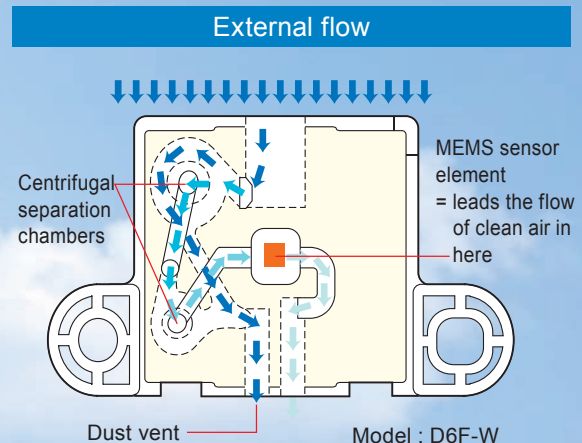 External flow
Centrifugal
separation
chambers
MEMS sensor
element
= leads the flow
of clean air in
here
Dust vent
Model : D6F-W